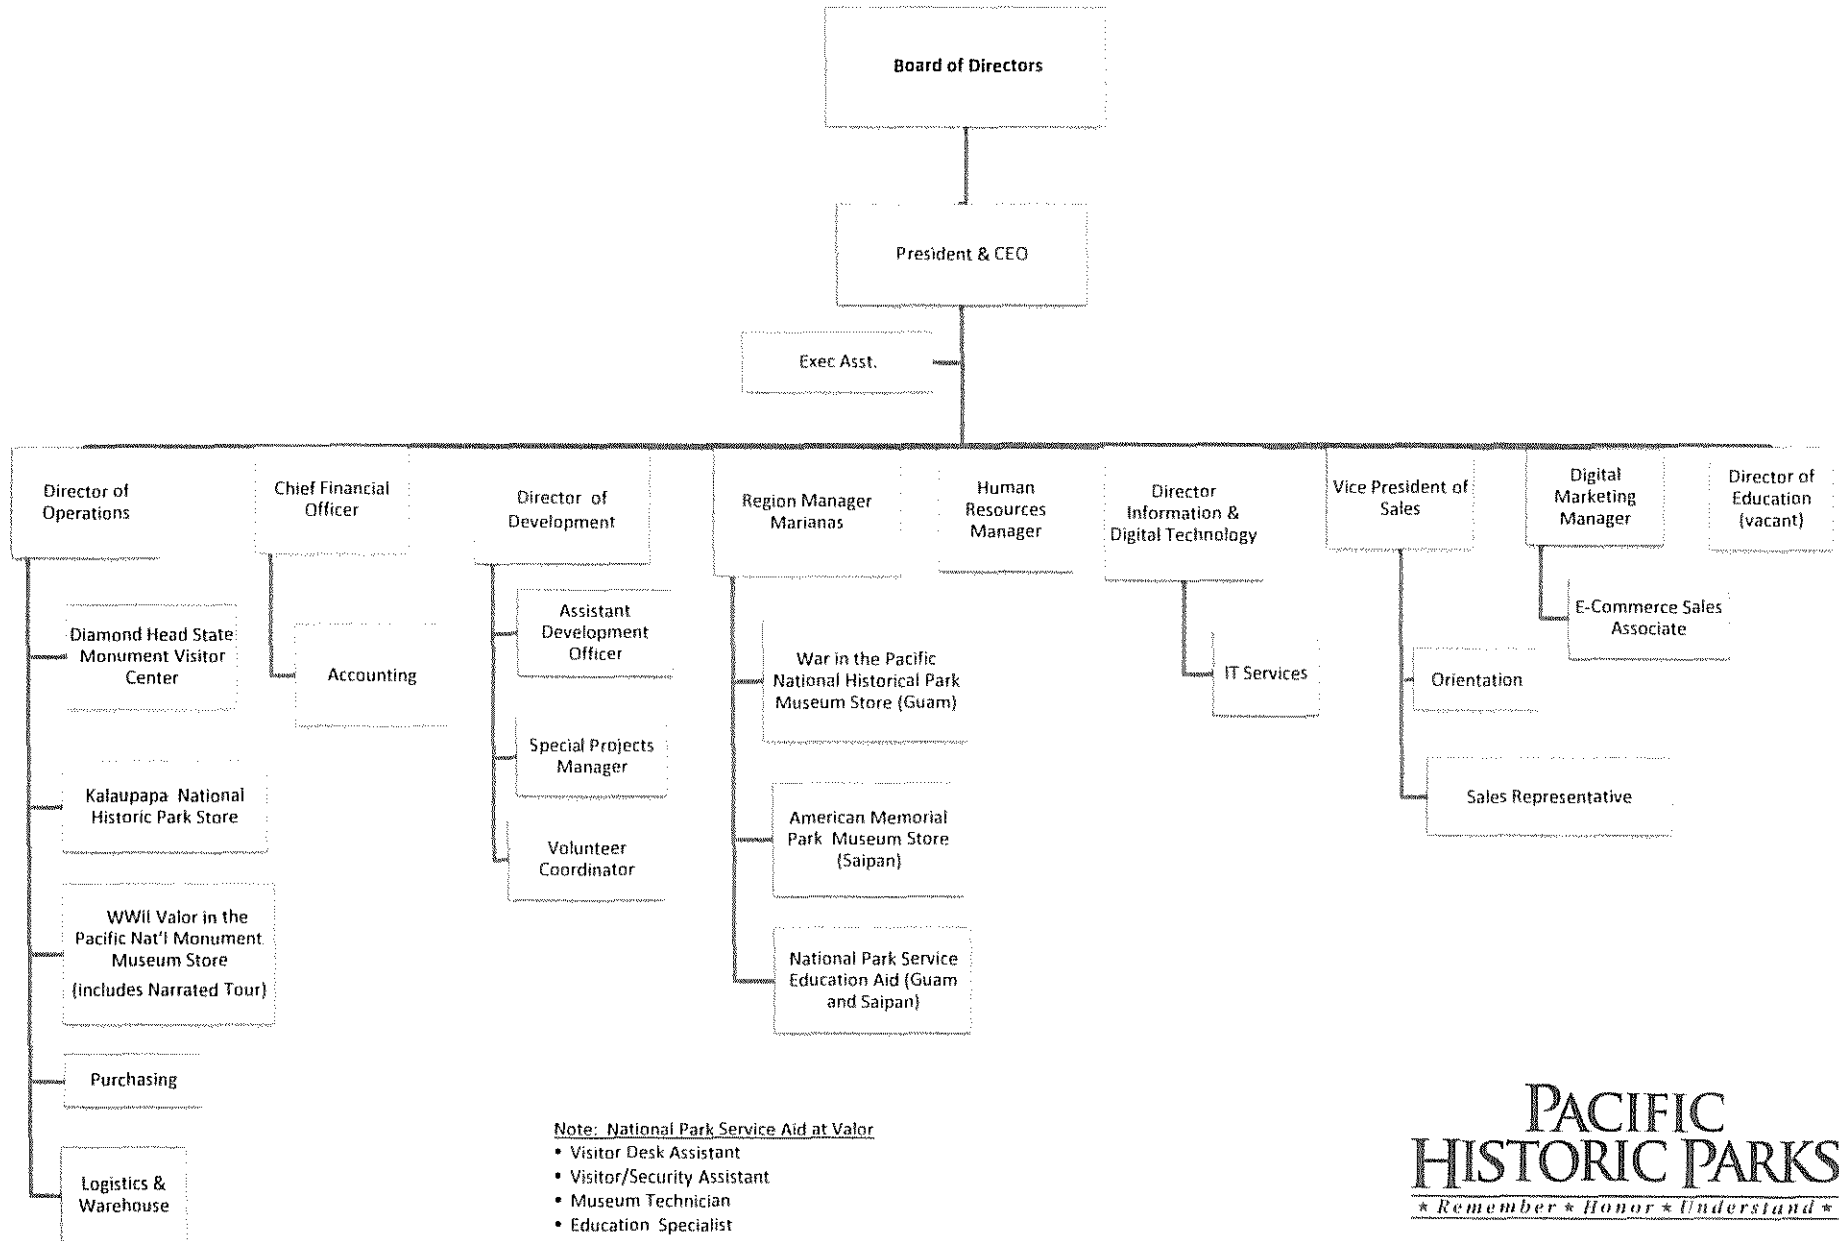 Board of Directors
President & CEO
Exec Asst.
Director of
Operations
Chief Financial
Officer
Director of
Development
Region Manager
Marianas
Human
Resources
Manager
Director
Information &
Digital Technology
Vice President of
Sales
Digital
Marketing
Manager
Director of
Education
(vacant)
Diamond Head State
Monument Visitor
Center
Kalaupapa National
Historic Park Store
WWII Valor in the
Pacific Nat'l Monument
Museum Store
(includes Narrated Tour)
Purchasing
Logistics &
Warehouse
Accounting
Assistant
Development
Officer
Special Projects
Manager
Volunteer
Coordinator
War in the Pacific
National Historical Park
Museum Store (Guam)
American Memorial
Park Museum Store
(Saipan)
National Park Service
Education Aid (Guam
and Saipan)
IT Services
Orientation
Sales Representative
E-Commerce Sales
Associate
Note: National Park Service Aid at Valor
• Visitor Desk Assistant
• Visitor/Security Assistant
• Museum Technician
• Education Specialist
PACIFIC
HISTORIC PARKS
★ Remember ★ Honor ★ Understand ★